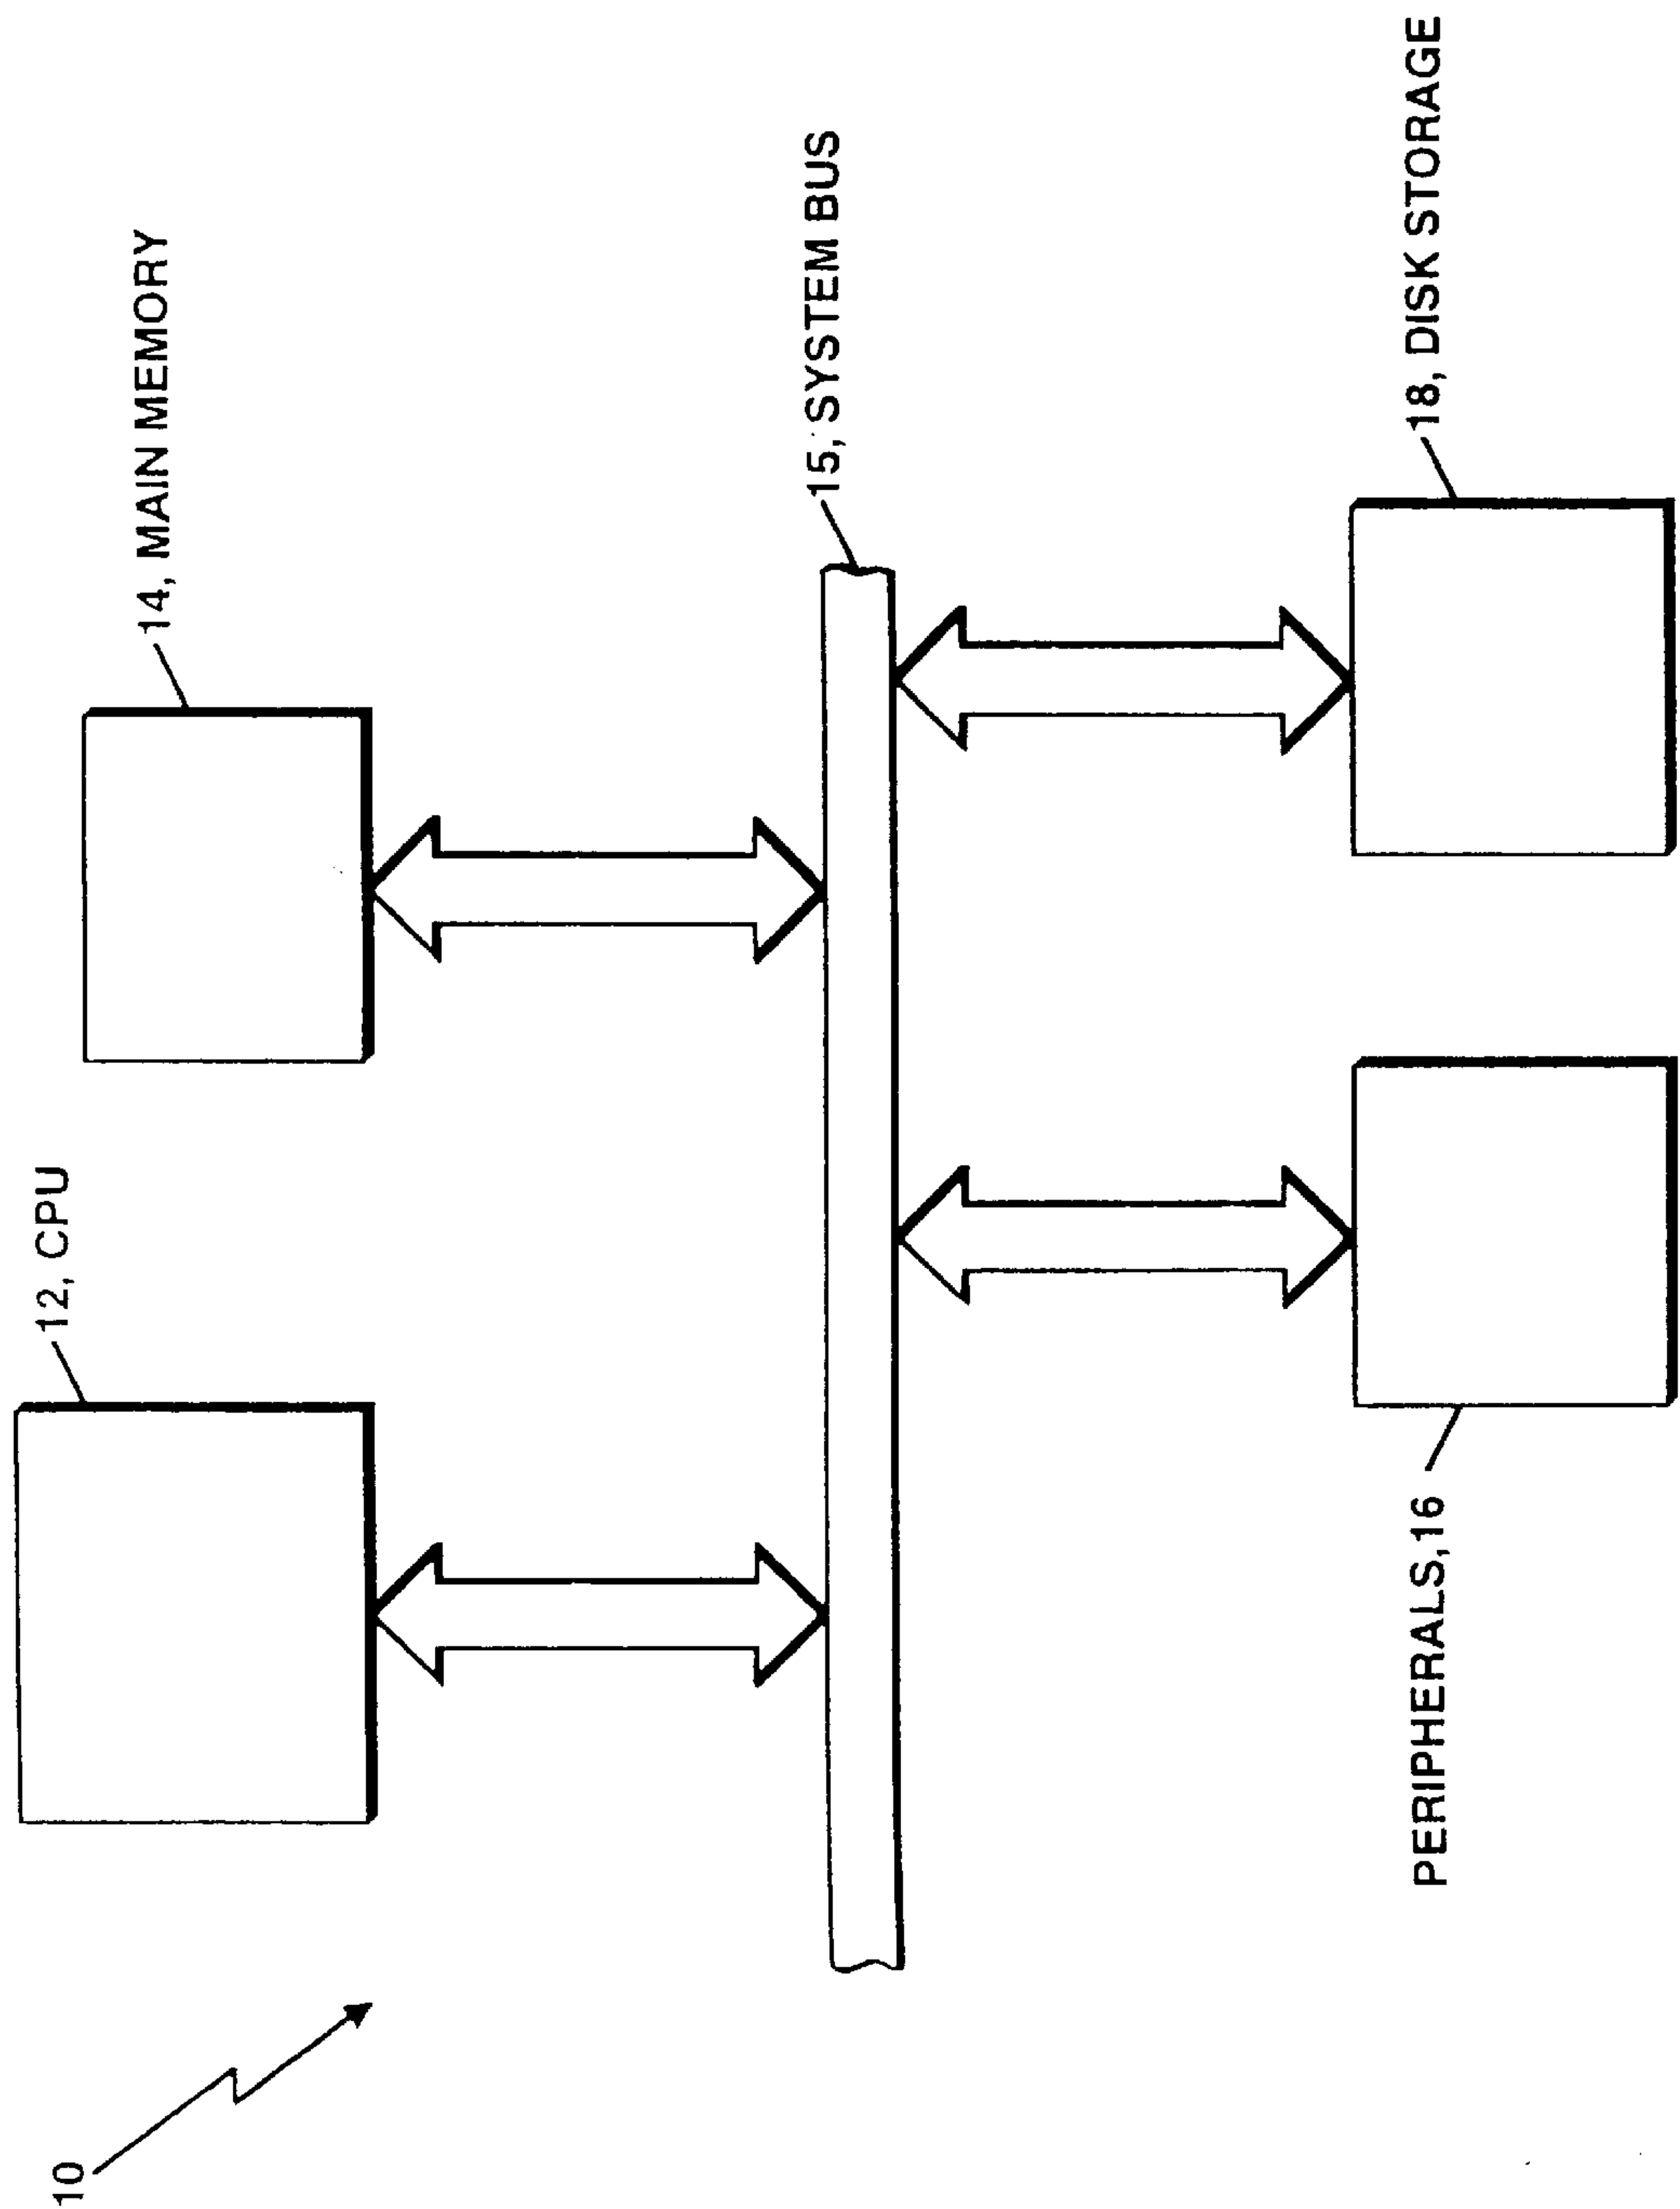 10
12, CPU
14, MAIN MEMORY
15, SYSTEM BUS
PERIPHERALS,16
18, DISK STORAGE